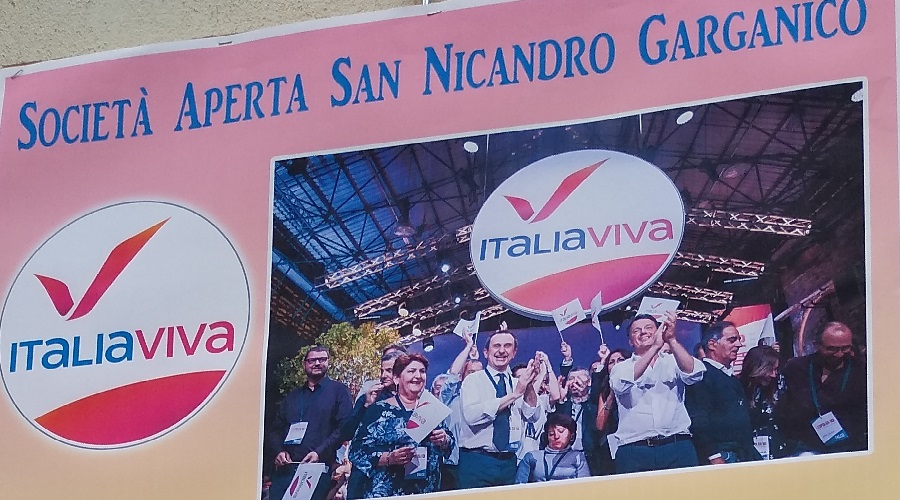 SOCIETÀ APERTA SAN NICANDRO GARGANICO
ITALIAVIVA
ITALIAVIVA